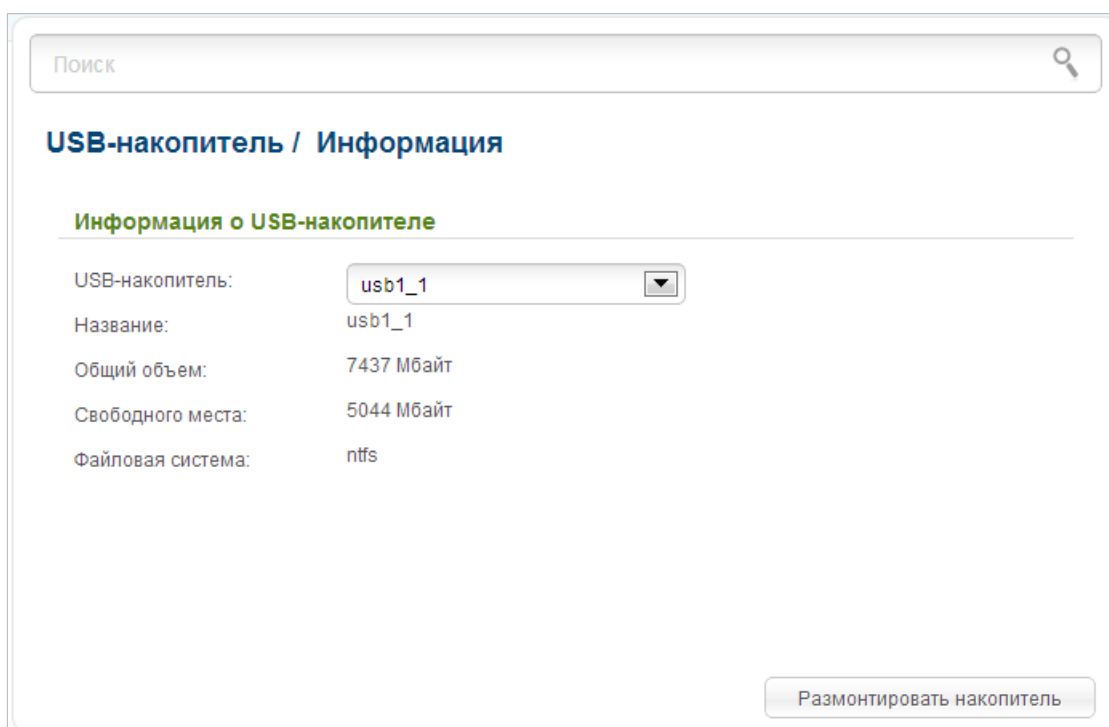 Поиск
USB-накопитель / Информация
Информация о USB-накопителе
USB-накопитель: usb1_1
Название: usb1_1
Общий объем: 7437 Мбайт
Свободного места: 5044 Мбайт
Файловая система: ntfs
Размонтировать накопитель